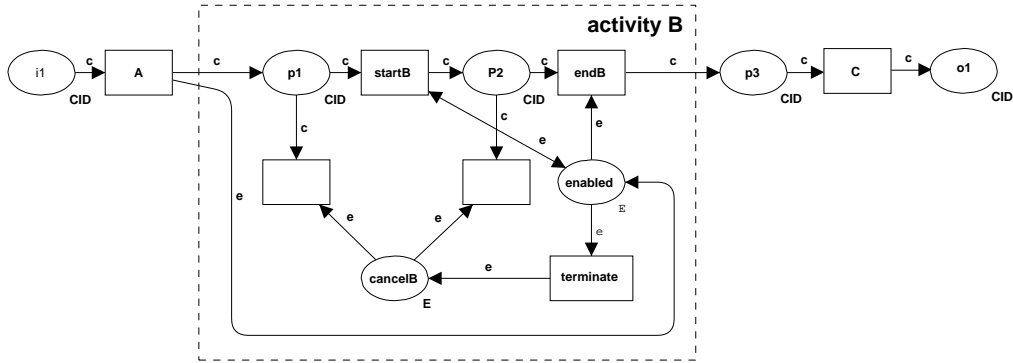 activity B
c c c c c c c c
i1 A p1 startB P2 endB p3 C o1
CID CID CID CID CID
c c e e
enabled
e E
e e e
cancelB e terminate
E